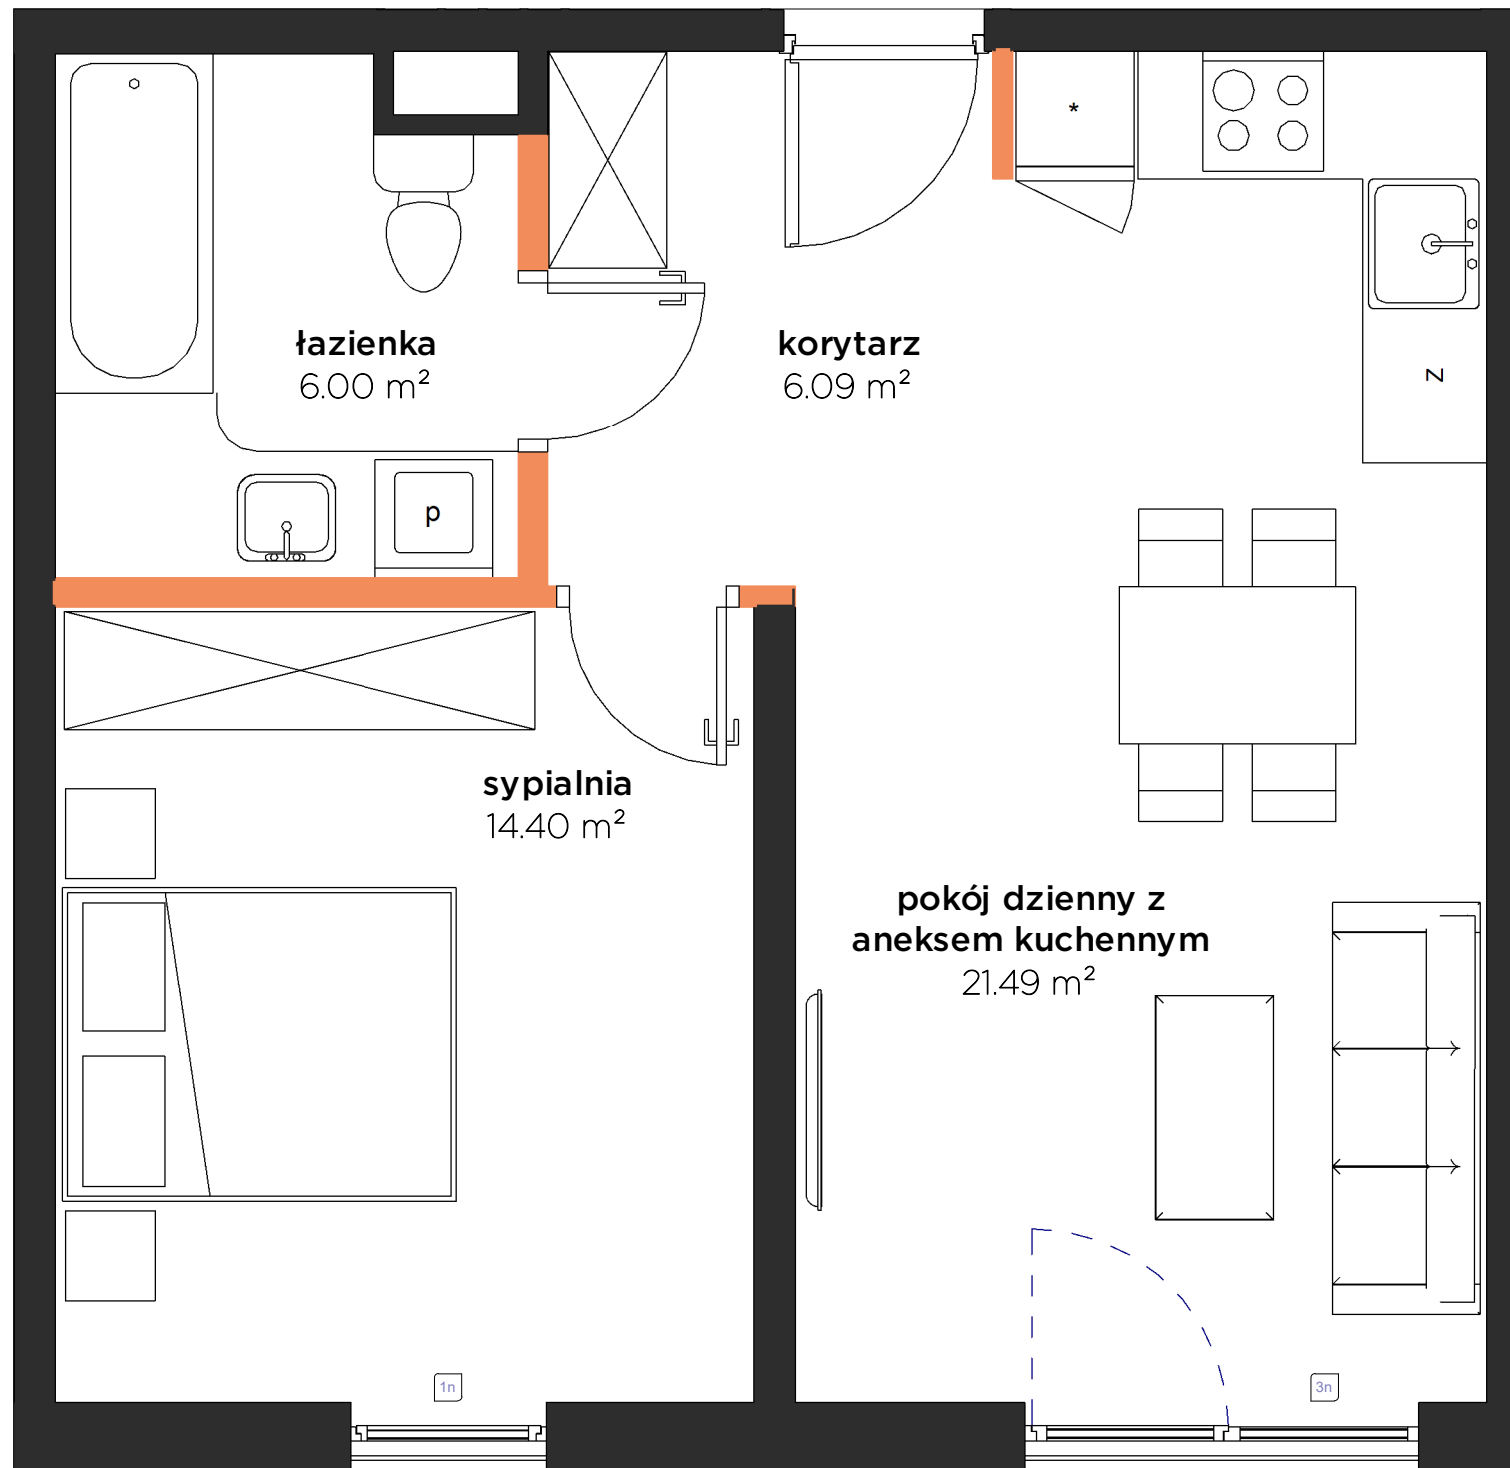 *
łazienka
6.00 m²
korytarz
6.09 m²
z
p
sypialnia
14.40 m²
pokój dzienny z
aneksem kuchennym
21.49 m²
1n
3n